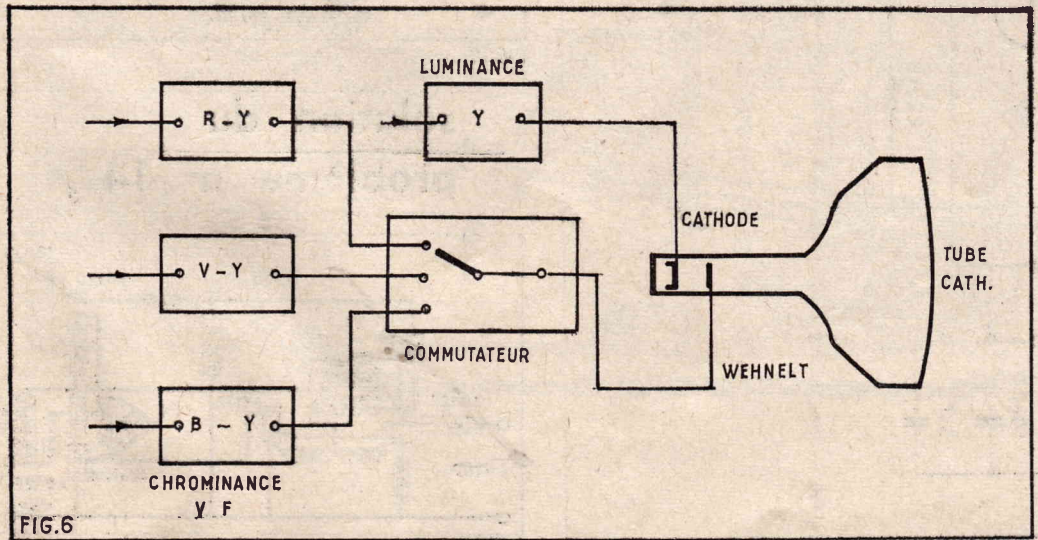 LUMINANCE
R-Y
Y
CATHODE
V-Y
TUBE
CATH.
COMMUTATEUR
WEHNELT
B-Y
CHROMINANCE
V F
FIG.6